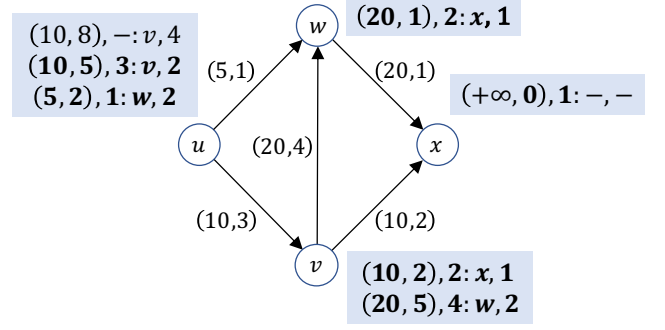 w
(20, 1), 2: x, 1
(10, 8), −: v, 4
(10, 5), 3: v, 2
(5, 2), 1: w, 2
(5,1)
(20,1)
(+∞, 0), 1: −, −
u
(20,4)
x
(10,3)
(10,2)
v
(10, 2), 2: x, 1
(20, 5), 4: w, 2